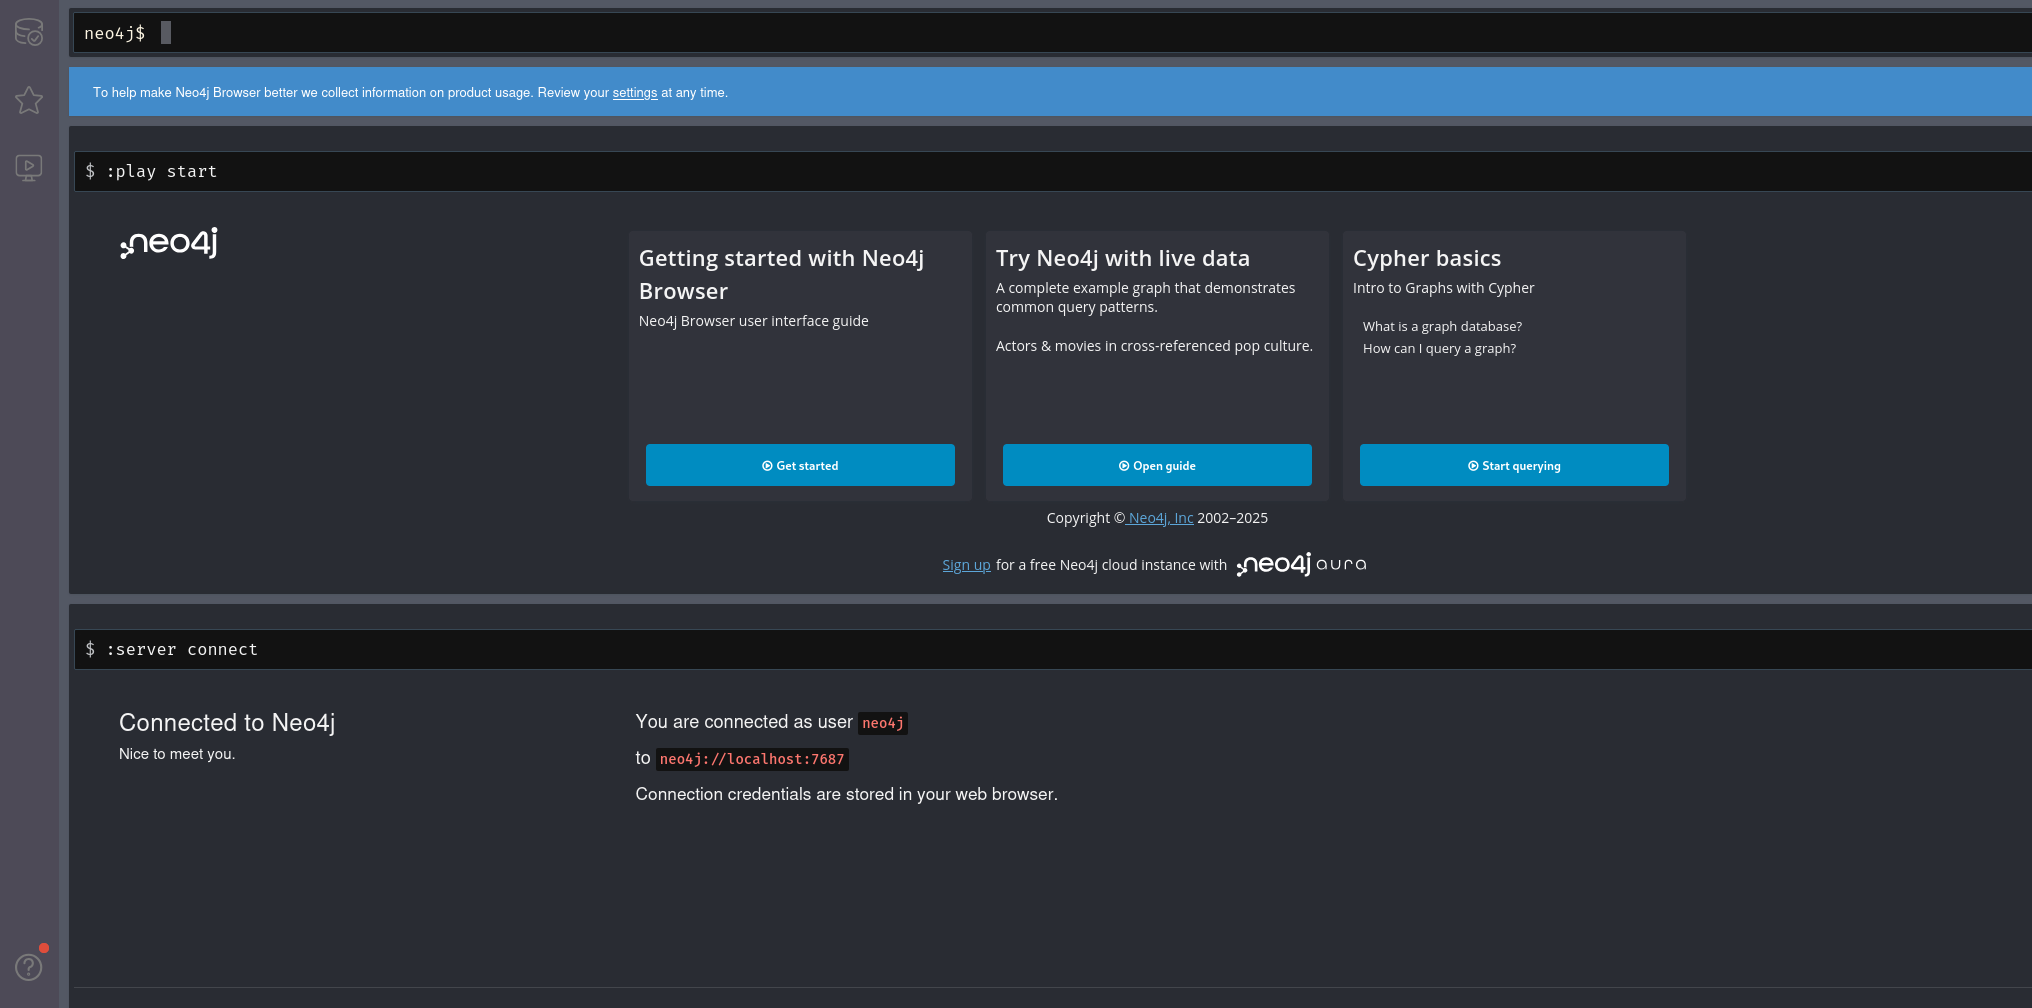 neo4j$
To help make Neo4j Browser better we collect information on product usage. Review your settings at any time.
$ :play start
neo4j
Getting started with Neo4j
Browser
Neo4j Browser user interface guide
Get started
Try Neo4j with live data
A complete example graph that demonstrates
common query patterns.
Actors & movies in cross-referenced pop culture.
Open guide
Cypher basics
Intro to Graphs with Cypher
What is a graph database?
How can I query a graph?
Start querying
Copyright © Neo4j, Inc 2002–2025
Sign up for a free Neo4j cloud instance with neo4j aura
$ :server connect
Connected to Neo4j
Nice to meet you.
You are connected as user neo4j
to neo4j://localhost:7687
Connection credentials are stored in your web browser.